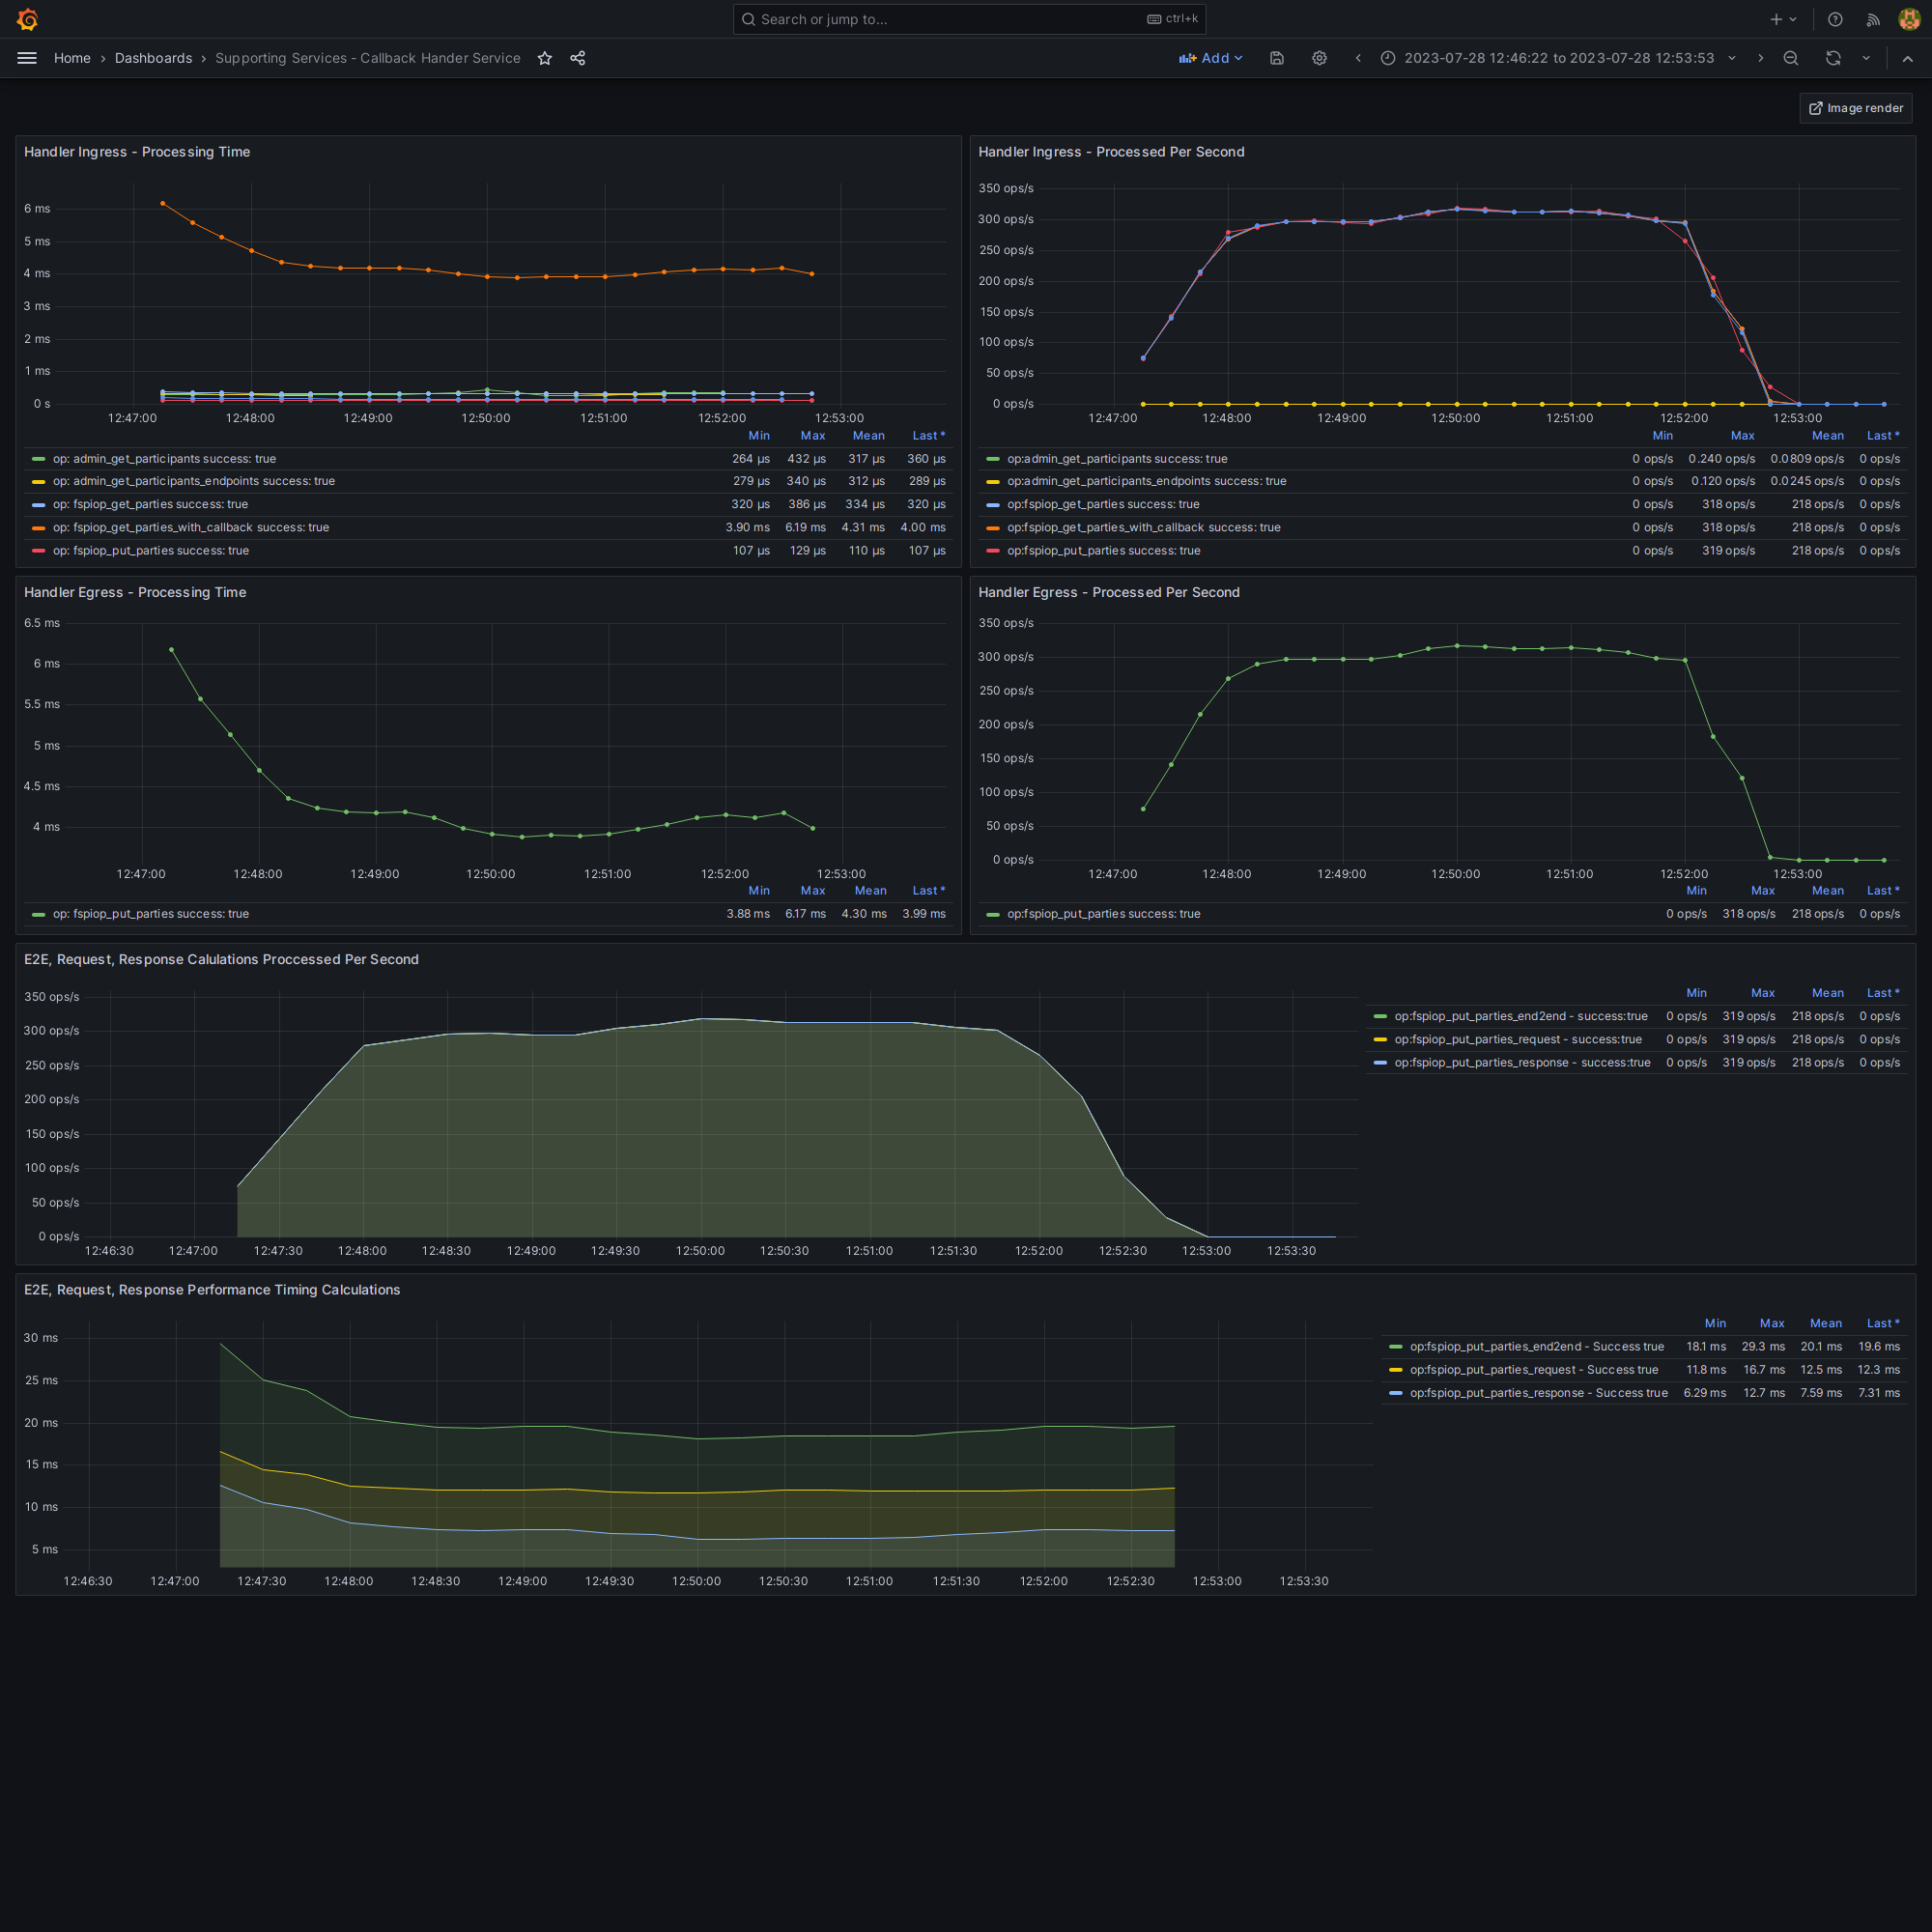 Search or jump to... ctrl+k
Home › Dashboards › Supporting Services - Callback Hander Service Add 2023-07-28 12:46:22 to 2023-07-28 12:53:53
Image render
Handler Ingress - Processing Time
6 ms
5 ms
4 ms
3 ms
2 ms
1 ms
0 s
12:47:00 12:48:00 12:49:00 12:50:00 12:51:00 12:52:00 12:53:00
Min Max Mean Last *
op: admin_get_participants success: true 264 µs 432 µs 317 µs 360 µs
op: admin_get_participants_endpoints success: true 279 µs 340 µs 312 µs 289 µs
op: fspiop_get_parties success: true 320 µs 386 µs 334 µs 320 µs
op: fspiop_get_parties_with_callback success: true 3.90 ms 6.19 ms 4.31 ms 4.00 ms
op: fspiop_put_parties success: true 107 µs 129 µs 110 µs 107 µs
Handler Ingress - Processed Per Second
350 ops/s
300 ops/s
250 ops/s
200 ops/s
150 ops/s
100 ops/s
50 ops/s
0 ops/s
12:47:00 12:48:00 12:49:00 12:50:00 12:51:00 12:52:00 12:53:00
Min Max Mean Last *
op:admin_get_participants success: true 0 ops/s 0.240 ops/s 0.0809 ops/s 0 ops/s
op:admin_get_participants_endpoints success: true 0 ops/s 0.120 ops/s 0.0245 ops/s 0 ops/s
op:fspiop_get_parties success: true 0 ops/s 318 ops/s 218 ops/s 0 ops/s
op:fspiop_get_parties_with_callback success: true 0 ops/s 318 ops/s 218 ops/s 0 ops/s
op:fspiop_put_parties success: true 0 ops/s 319 ops/s 218 ops/s 0 ops/s
Handler Egress - Processing Time
6.5 ms
6 ms
5.5 ms
5 ms
4.5 ms
4 ms
12:47:00 12:48:00 12:49:00 12:50:00 12:51:00 12:52:00 12:53:00
Min Max Mean Last *
op: fspiop_put_parties success: true 3.88 ms 6.17 ms 4.30 ms 3.99 ms
Handler Egress - Processed Per Second
350 ops/s
300 ops/s
250 ops/s
200 ops/s
150 ops/s
100 ops/s
50 ops/s
0 ops/s
12:47:00 12:48:00 12:49:00 12:50:00 12:51:00 12:52:00 12:53:00
Min Max Mean Last *
op:fspiop_put_parties success: true 0 ops/s 318 ops/s 218 ops/s 0 ops/s
E2E, Request, Response Calulations Proccessed Per Second
350 ops/s
300 ops/s
250 ops/s
200 ops/s
150 ops/s
100 ops/s
50 ops/s
0 ops/s
12:46:30 12:47:00 12:47:30 12:48:00 12:48:30 12:49:00 12:49:30 12:50:00 12:50:30 12:51:00 12:51:30 12:52:00 12:52:30 12:53:00 12:53:30
Min Max Mean Last *
op:fspiop_put_parties_end2end - success:true 0 ops/s 319 ops/s 218 ops/s 0 ops/s
op:fspiop_put_parties_request - success:true 0 ops/s 319 ops/s 218 ops/s 0 ops/s
op:fspiop_put_parties_response - success:true 0 ops/s 319 ops/s 218 ops/s 0 ops/s
E2E, Request, Response Performance Timing Calculations
30 ms
25 ms
20 ms
15 ms
10 ms
5 ms
12:46:30 12:47:00 12:47:30 12:48:00 12:48:30 12:49:00 12:49:30 12:50:00 12:50:30 12:51:00 12:51:30 12:52:00 12:52:30 12:53:00 12:53:30
Min Max Mean Last *
op:fspiop_put_parties_end2end - Success true 18.1 ms 29.3 ms 20.1 ms 19.6 ms
op:fspiop_put_parties_request - Success true 11.8 ms 16.7 ms 12.5 ms 12.3 ms
op:fspiop_put_parties_response - Success true 6.29 ms 12.7 ms 7.59 ms 7.31 ms